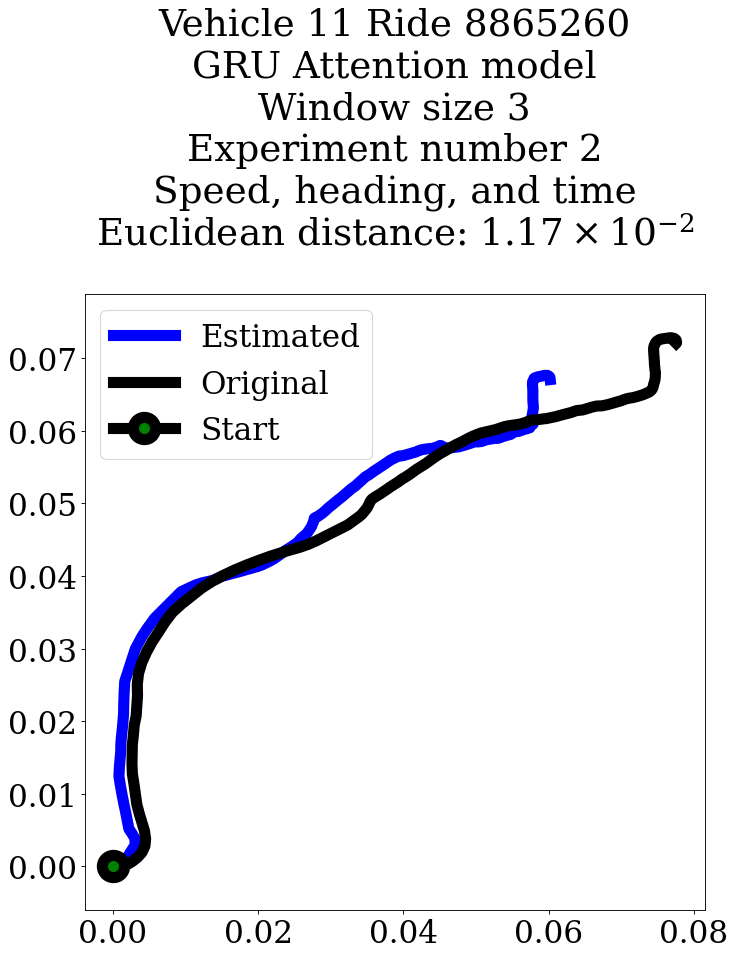 Vehicle 11 Ride 8865260
GRU Attention model
Window size 3
Experiment number 2
Speed, heading, and time
Euclidean distance: 1.17 × 10⁻²
Estimated
Original
Start
0.07
0.06
0.05
0.04
0.03
0.02
0.01
0.00
0.00 0.02 0.04 0.06 0.08